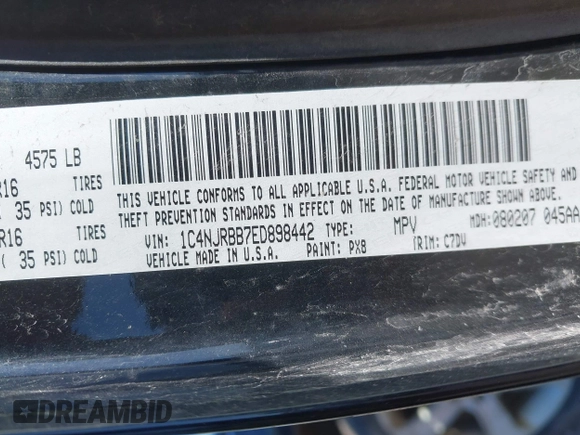 4575 LB
R16 TIRES
35 PSI) COLD
R16 TIRES
( 35 PSI) COLD
THIS VEHICLE CONFORMS TO ALL APPLICABLE U.S.A. FEDERAL MOTOR VEHICLE SAFETY AND
THEFT PREVENTION STANDARDS IN EFFECT ON THE DATE OF MANUFACTURE SHOWN ABOVE.
VIN: 1C4NJRBB7ED898442 TYPE: MPV MDH: 080207 045AA
VEHICLE MADE IN U.S.A. PAINT: PX8 TRIM: C7DV
DREAMBID